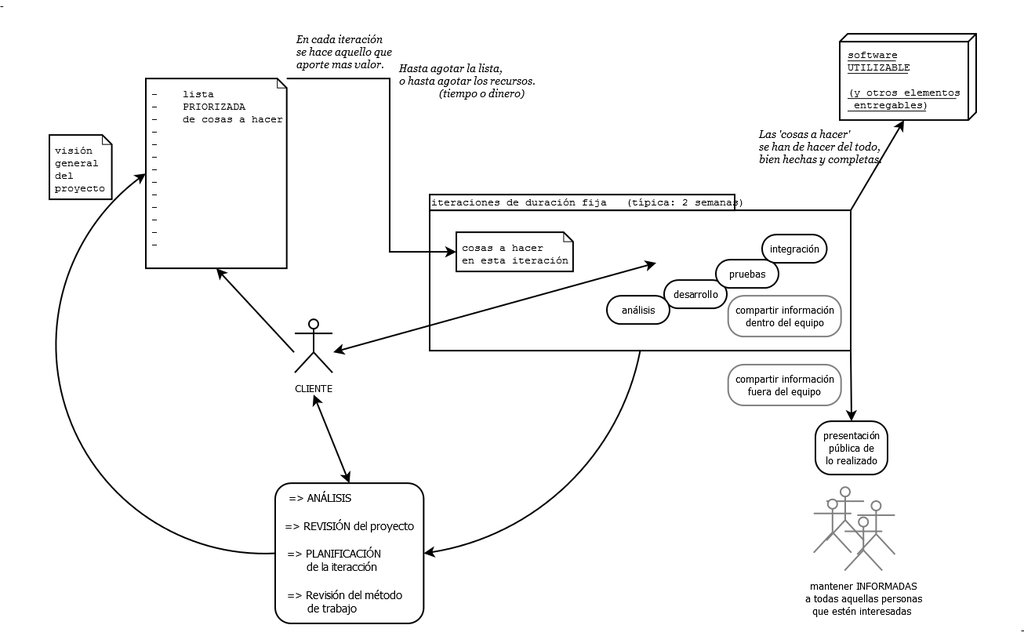 En cada iteración
se hace aquello que
aporte mas valor.
Hasta agotar la lista,
o hasta agotar los recursos.
(tiempo o dinero)
software
UTILIZABLE
(y otros elementos
entregables)
lista
PRIORIZADA
de cosas a hacer
visión
general
del
proyecto
Las 'cosas a hacer'
se han de hacer del todo,
bien hechas y completas.
iteraciones de duración fija (típica: 2 semanas)
cosas a hacer
en esta iteración
integración
pruebas
desarrollo
análisis
compartir información
dentro del equipo
CLIENTE
compartir información
fuera del equipo
presentación
pública de
lo realizado
=> ANÁLISIS
=> REVISIÓN del proyecto
=> PLANIFICACIÓN
de la iteracción
=> Revisión del método
de trabajo
mantener INFORMADAS
a todas aquellas personas
que estén interesadas